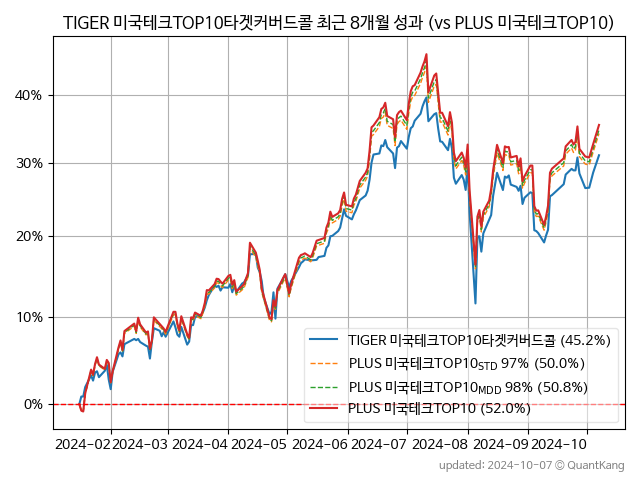 TIGER 미국테크TOP10타겟커버드콜 최근 8개월 성과 (vs PLUS 미국테크TOP10)
40%
30%
20%
10%
0%
TIGER 미국테크TOP10타겟커버드콜 (45.2%)
PLUS 미국테크TOP10STD 97% (50.0%)
PLUS 미국테크TOP10MDD 98% (50.8%)
PLUS 미국테크TOP10 (52.0%)
2024-02 2024-03 2024-04 2024-05 2024-06 2024-07 2024-08 2024-09 2024-10
updated: 2024-10-07 © QuantKang